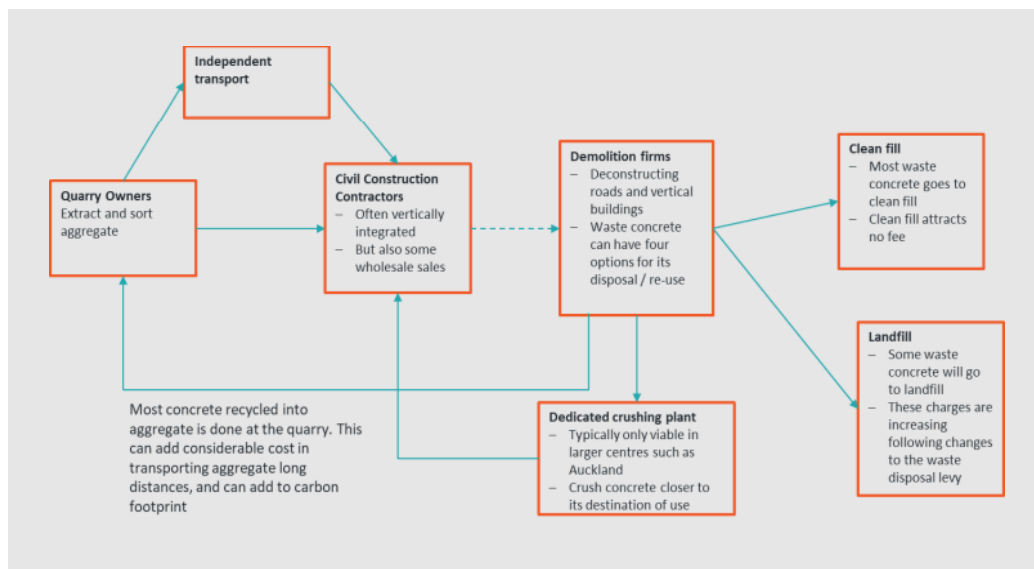 Independent
transport
Quarry Owners
Extract and sort
aggregate
Civil Construction
Contractors
– Often vertically
integrated
– But also some
wholesale sales
Demolition firms
– Deconstructing
roads and vertical
buildings
– Waste concrete
can have four
options for its
disposal / re-use
Clean fill
– Most waste
concrete goes to
clean fill
– Clean fill attracts
no fee
Landfill
– Some waste
concrete will go
to landfill
– These charges are
increasing
following changes
to the waste
disposal levy
Most concrete recycled into
aggregate is done at the quarry. This
can add considerable cost in
transporting aggregate long
distances, and can add to carbon
footprint
Dedicated crushing plant
– Typically only viable in
larger centres such as
Auckland
– Crush concrete closer to
its destination of use